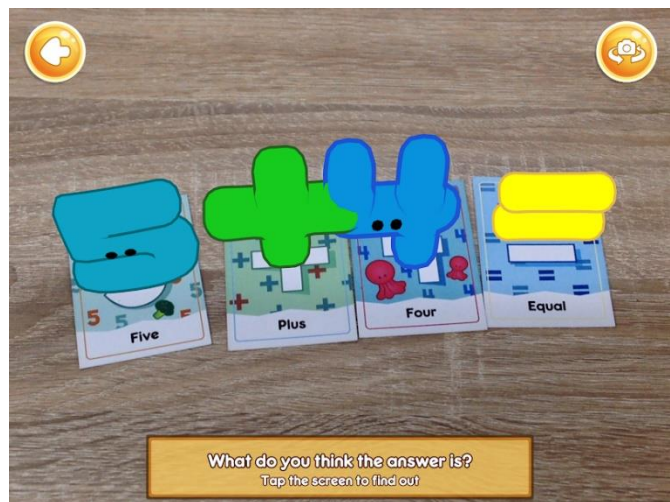 Five
Plus
Four
Equal
What do you think the answer is?
Tap the screen to find out